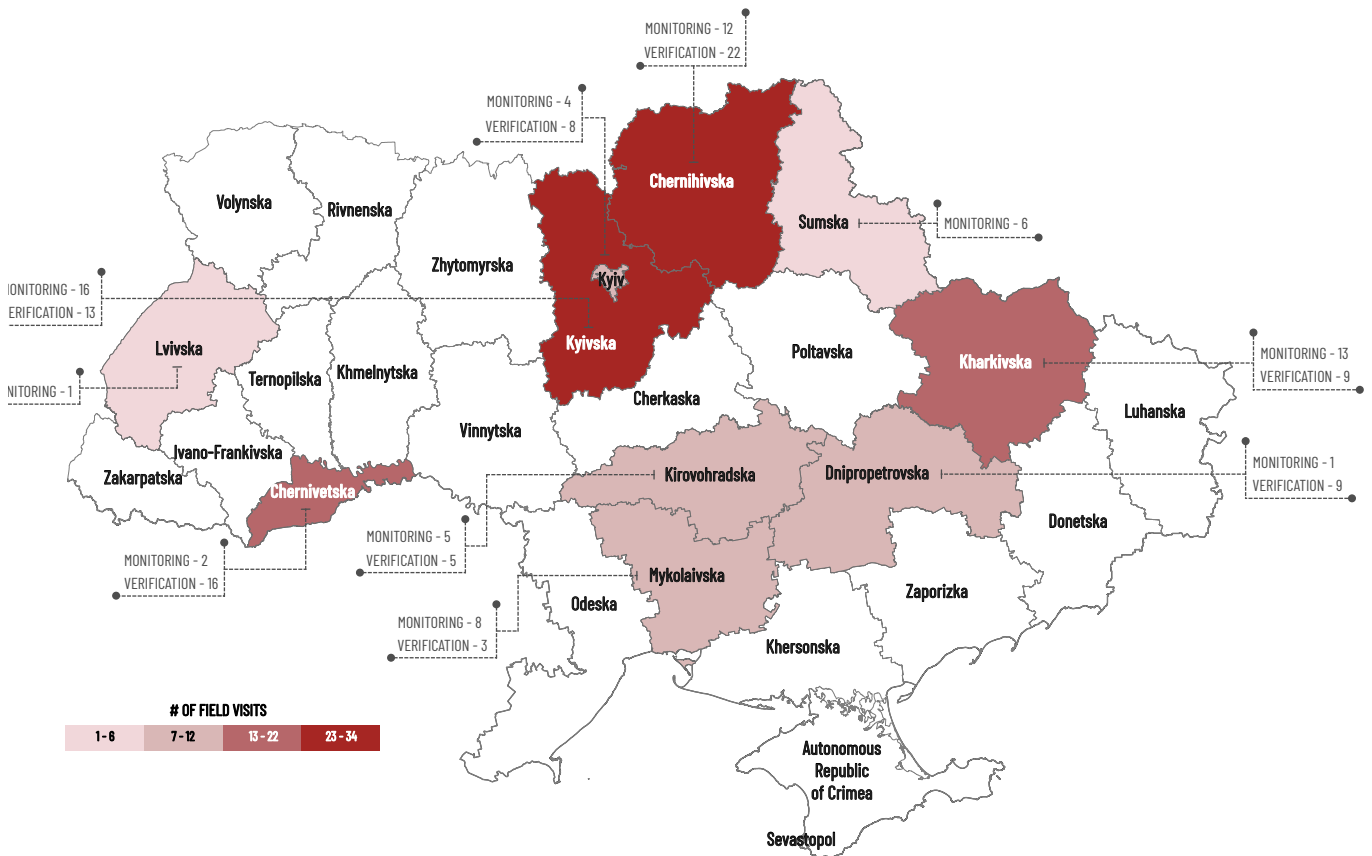 MONITORING - 12
VERIFICATION - 22
MONITORING - 4
VERIFICATION - 8
Chernihivska
Volynska
Rivnenska
Sumska
MONITORING - 6
Zhytomyrska
Kyiv
ONITORING - 16
ERIFICATION - 13
Kyivska
Lvivska
Poltavska
Kharkivska
MONITORING - 13
VERIFICATION - 9
Ternopilska
Khmelnytska
NITORING - 1
Cherkaska
Luhanska
Vinnytska
Ivano-Frankivska
Zakarpatska
Kirovohradska
Dnipropetrovska
MONITORING - 1
VERIFICATION - 9
Chernivetska
Donetska
MONITORING - 5
VERIFICATION - 5
MONITORING - 2
VERIFICATION - 16
Mykolaivska
Zaporizka
Odeska
MONITORING - 8
VERIFICATION - 3
Khersonska
# OF FIELD VISITS
1 - 6
7 - 12
13 - 22
23 - 34
Autonomous
Republic
of Crimea
Sevastopol